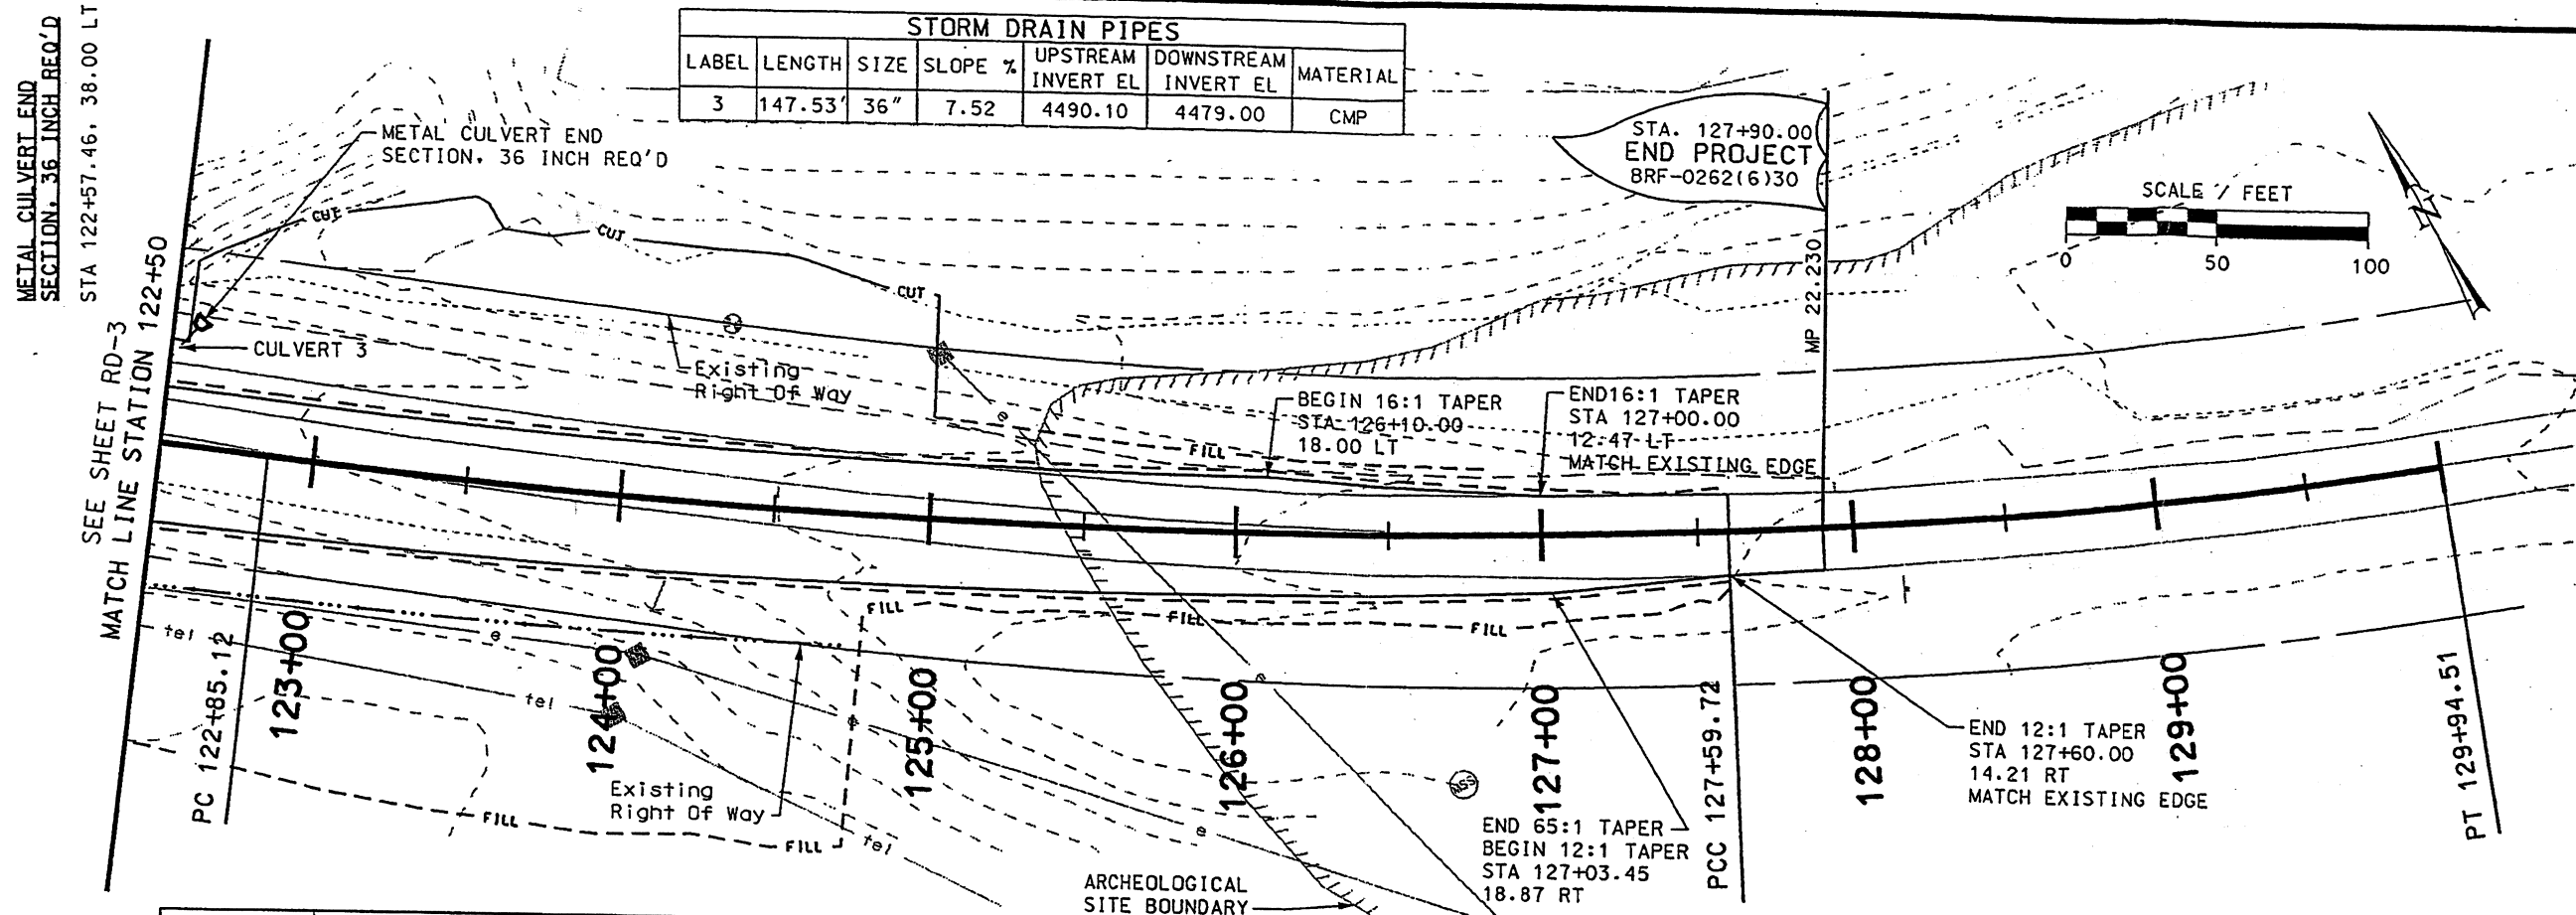 METAL CULVERT END
SECTION, 36 INCH REQ'D
STA 122+57.46, 38.00 LT
STORM DRAIN PIPES
LABEL LENGTH SIZE SLOPE % UPSTREAM INVERT EL DOWNSTREAM INVERT EL MATERIAL
3 147.53' 36" 7.52 4490.10 4479.00 CMP
METAL CULVERT END
SECTION, 36 INCH REQ'D
STA. 127+90.00
END PROJECT
BRF-0262(6)30
SCALE / FEET
0 50 100
N
CUT
CUT
CUT
MP 22.230
SEE SHEET RD-3
MATCH LINE STATION 122+50
CULVERT 3
Existing
Right Of Way
e
BEGIN 16:1 TAPER
STA 126+10.00
18.00 LT
END16:1 TAPER
STA 127+00.00
12.47 LT
MATCH EXISTING EDGE
FILL
FILL
FILL
FILL
tel
e
tel
e
e
PC 122+85.12
123+00
124+00
125+00
126+00
127+00
PCC 127+59.72
128+00
129+00
PT 129+94.51
Existing
Right Of Way
FILL
FILL
tel
e
MSS
END 12:1 TAPER
STA 127+60.00
14.21 RT
MATCH EXISTING EDGE
END 65:1 TAPER
BEGIN 12:1 TAPER
STA 127+03.45
18.87 RT
ARCHEOLOGICAL
SITE BOUNDARY